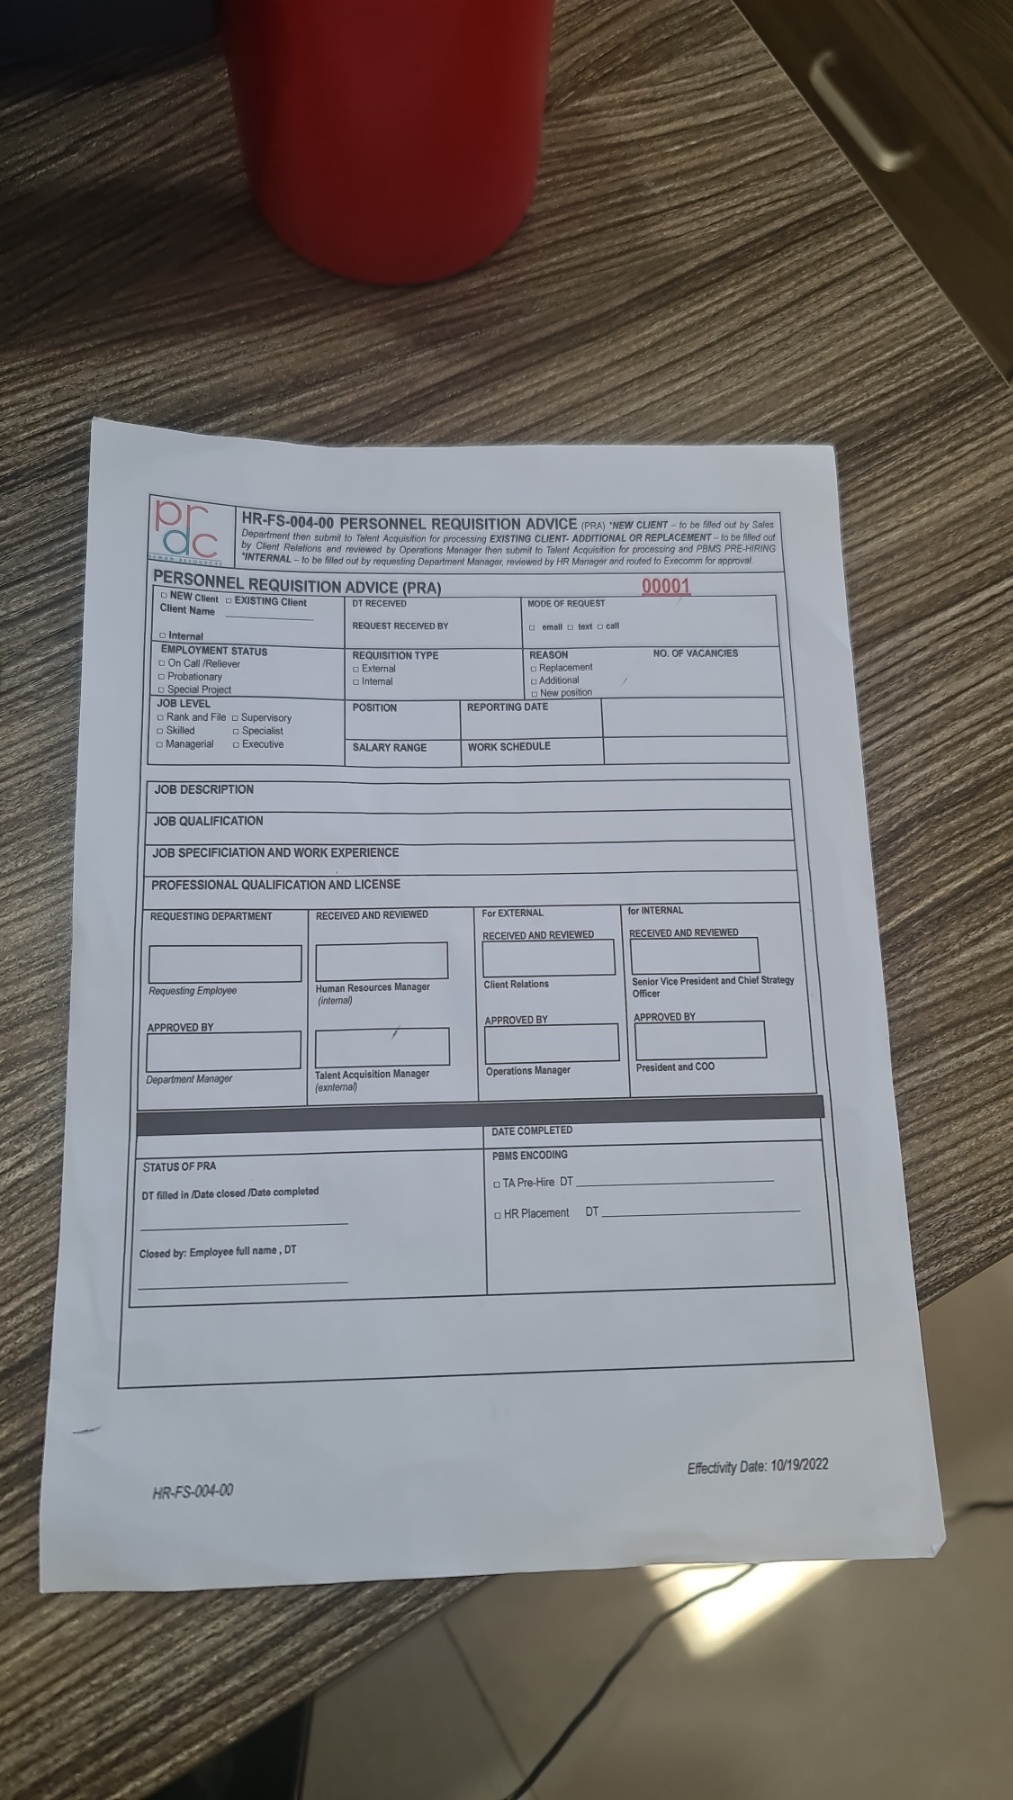 prdc
HUMAN RESOURCES
HR-FS-004-00 PERSONNEL REQUISITION ADVICE (PRA) *NEW CLIENT – to be filled out by Sales
Department then submit to Talent Acquisition for processing EXISTING CLIENT- ADDITIONAL OR REPLACEMENT – to be filled out
by Client Relations and reviewed by Operations Manager then submit to Talent Acquisition for processing and PBMS PRE-HIRING
*INTERNAL – to be filled out by requesting Department Manager, reviewed by HR Manager and routed to Execomm for approval.
PERSONNEL REQUISITION ADVICE (PRA) 00001
□ NEW Client □ EXISTING Client
Client Name ____________
□ Internal
DT RECEIVED
REQUEST RECEIVED BY
MODE OF REQUEST
□ email □ text □ call
EMPLOYMENT STATUS
□ On Call /Reliever
□ Probationary
□ Special Project
REQUISITION TYPE
□ External
□ Internal
REASON
□ Replacement
□ Additional
□ New position
NO. OF VACANCIES
JOB LEVEL
□ Rank and File □ Supervisory
□ Skilled □ Specialist
□ Managerial □ Executive
POSITION
REPORTING DATE
SALARY RANGE
WORK SCHEDULE
JOB DESCRIPTION
JOB QUALIFICATION
JOB SPECIFICIATION AND WORK EXPERIENCE
PROFESSIONAL QUALIFICATION AND LICENSE
REQUESTING DEPARTMENT
Requesting Employee
APPROVED BY
Department Manager
RECEIVED AND REVIEWED
Human Resources Manager
(internal)
Talent Acquisition Manager
(exnternal)
For EXTERNAL
RECEIVED AND REVIEWED
Client Relations
APPROVED BY
Operations Manager
for INTERNAL
RECEIVED AND REVIEWED
Senior Vice President and Chief Strategy
Officer
APPROVED BY
President and COO
DATE COMPLETED
STATUS OF PRA
DT filled in /Date closed /Date completed
Closed by: Employee full name , DT
PBMS ENCODING
□ TA Pre-Hire DT ____________
□ HR Placement DT ____________
Effectivity Date: 10/19/2022
HR-FS-004-00